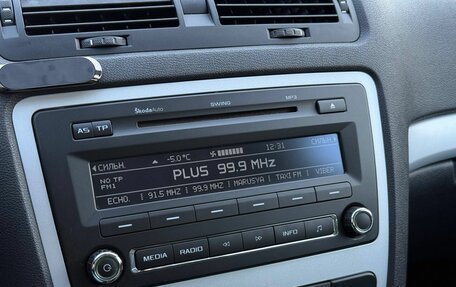 ŠkodaAuto SWING MP3
AS TP
СИЛЬН. -5.0°C 12:31 СИЛЬН.
NO TP
FM1
PLUS 99.9 MHz
ECHO. | 91.5 MHZ | 99.9 MHZ | MARUSYA | TAXI FM | VIBER
MEDIA RADIO INFO